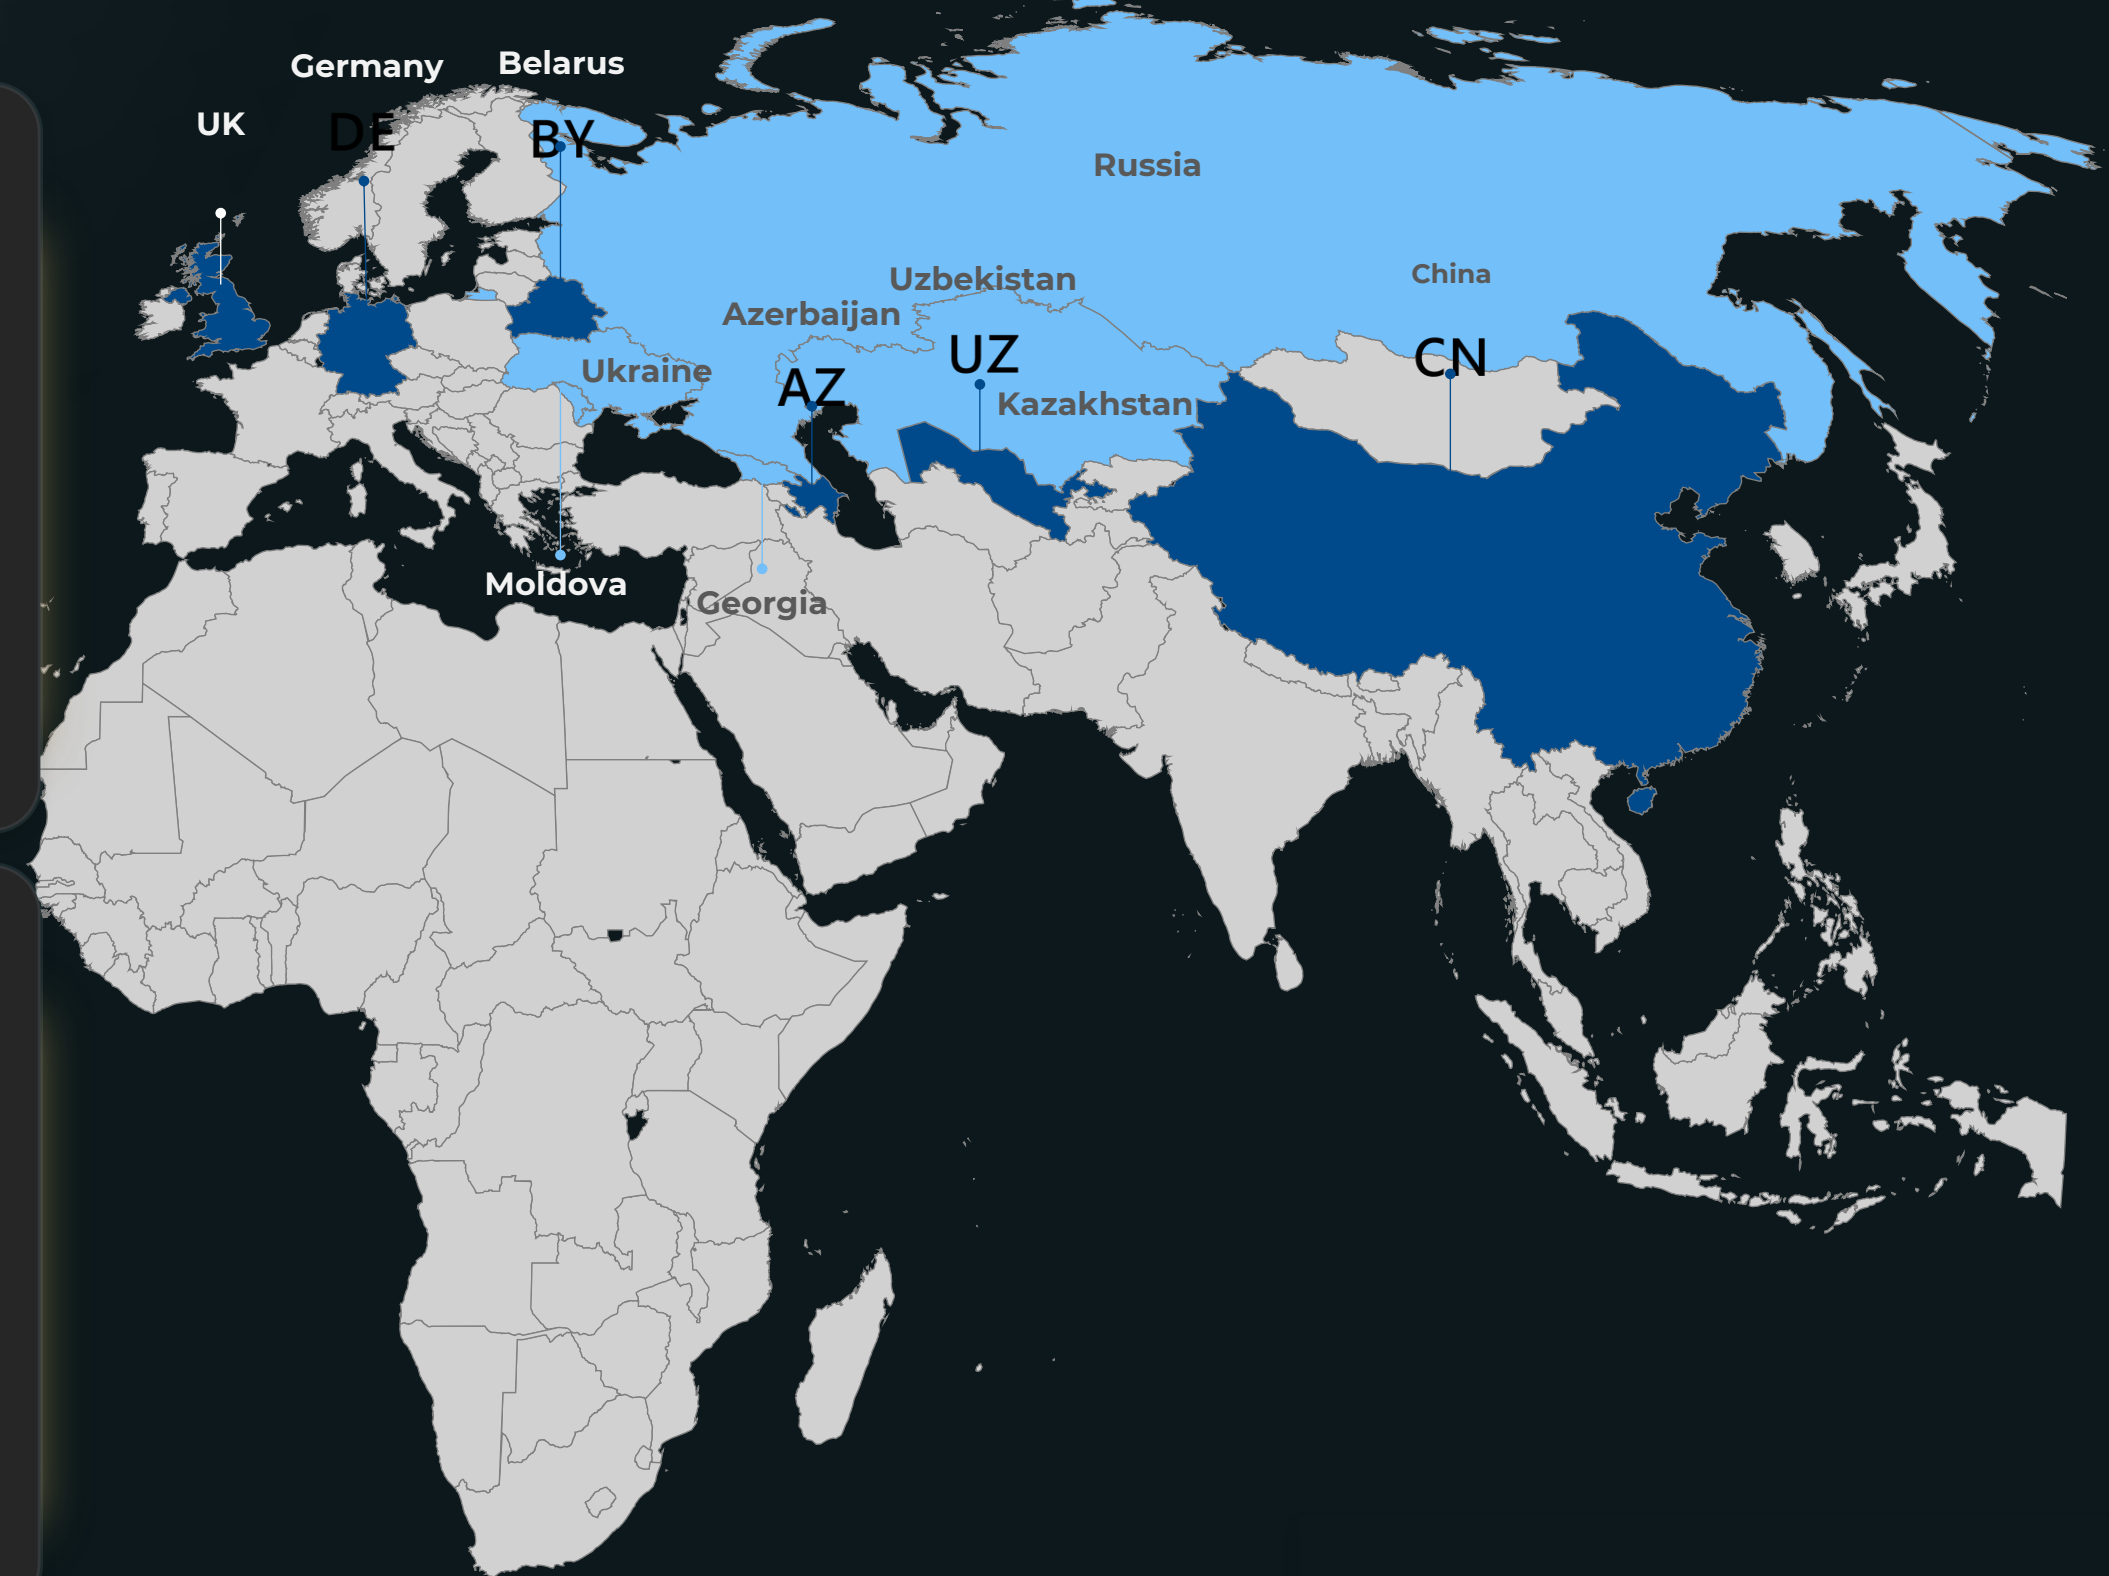 Germany
Belarus
UK
DE
BY
Russia
Uzbekistan
China
Azerbaijan
UZ
CN
Ukraine
AZ
Kazakhstan
Moldova
Georgia